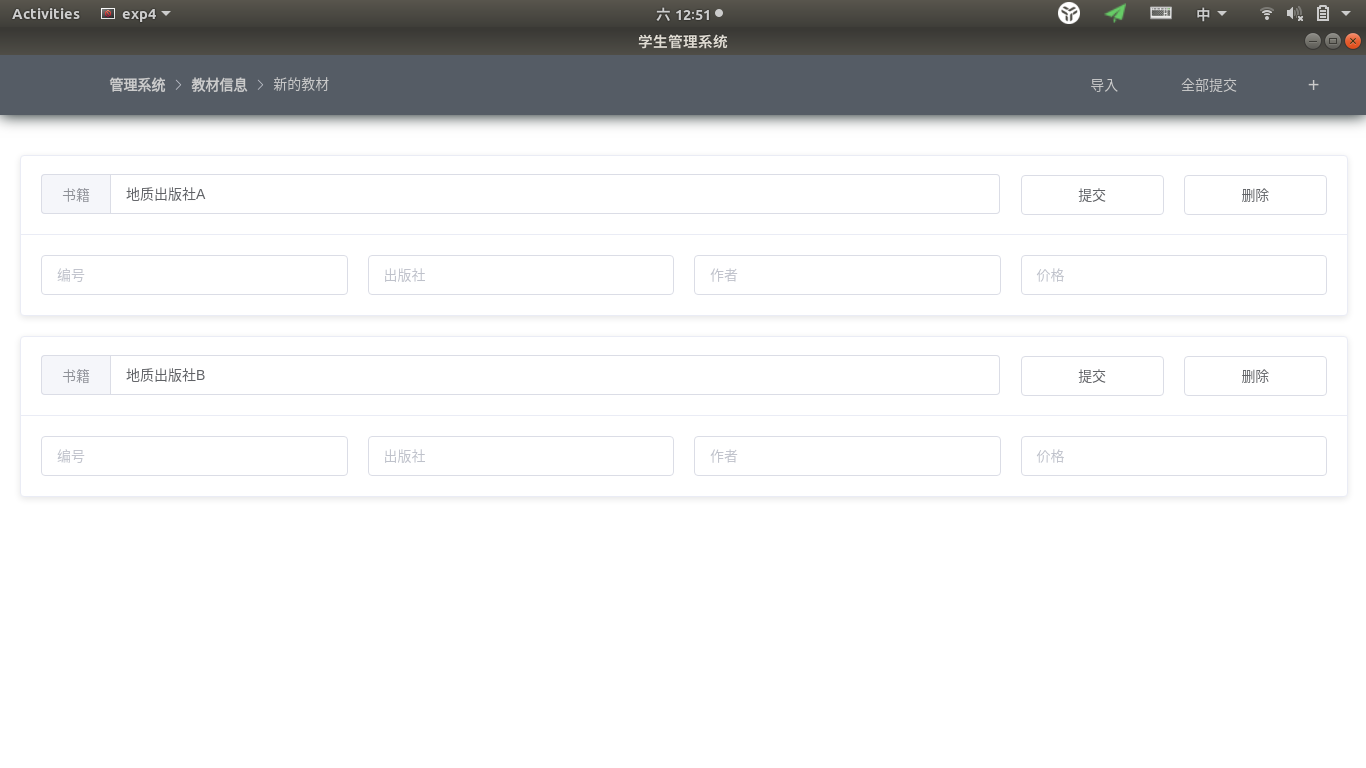 Activities exp4 六 12:51 中
学生管理系统
管理系统 > 教材信息 > 新的教材 导入 全部提交 +
书籍 地质出版社A 提交 删除
编号 出版社 作者 价格
书籍 地质出版社B 提交 删除
编号 出版社 作者 价格